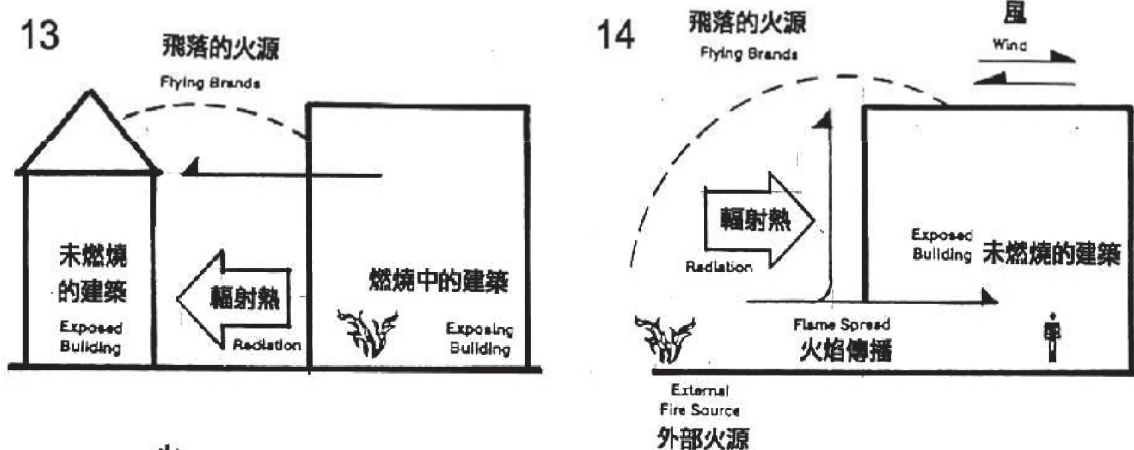 13
飛落的火源
Flying Brands
未燃燒
的建築
Exposed
Building
輻射熱
Radiation
燃燒中的建築
Exposing
Building
14
飛落的火源
Flying Brands
風
Wind
輻射熱
Radiation
Exposed
Building
未燃燒的建築
Flame Spread
火焰傳播
External
Fire Source
外部火源